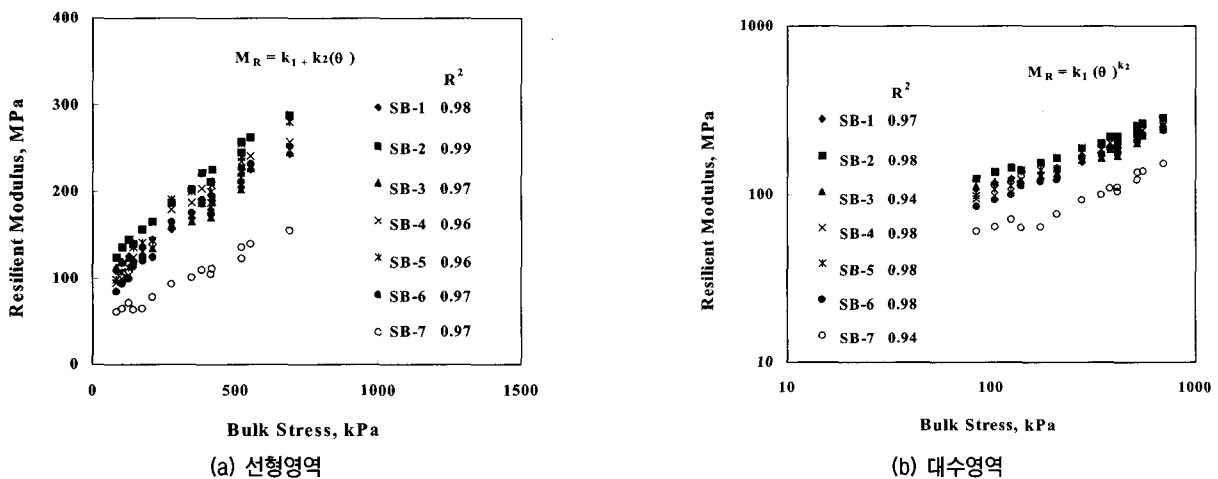 400
300
200
100
0
0 500 1000 1500
Resilient Modulus, MPa
Bulk Stress, kPa
M_R = k_1 + k_2(θ)
R²
SB-1 0.98
SB-2 0.99
SB-3 0.97
SB-4 0.96
SB-5 0.96
SB-6 0.97
SB-7 0.97
(a) 선형영역
1000
100
10
10 100 1000
Resilient Modulus, MPa
Bulk Stress, kPa
M_R = k_1 (θ)^k_2
R²
SB-1 0.97
SB-2 0.98
SB-3 0.94
SB-4 0.98
SB-5 0.98
SB-6 0.98
SB-7 0.94
(b) 대수영역